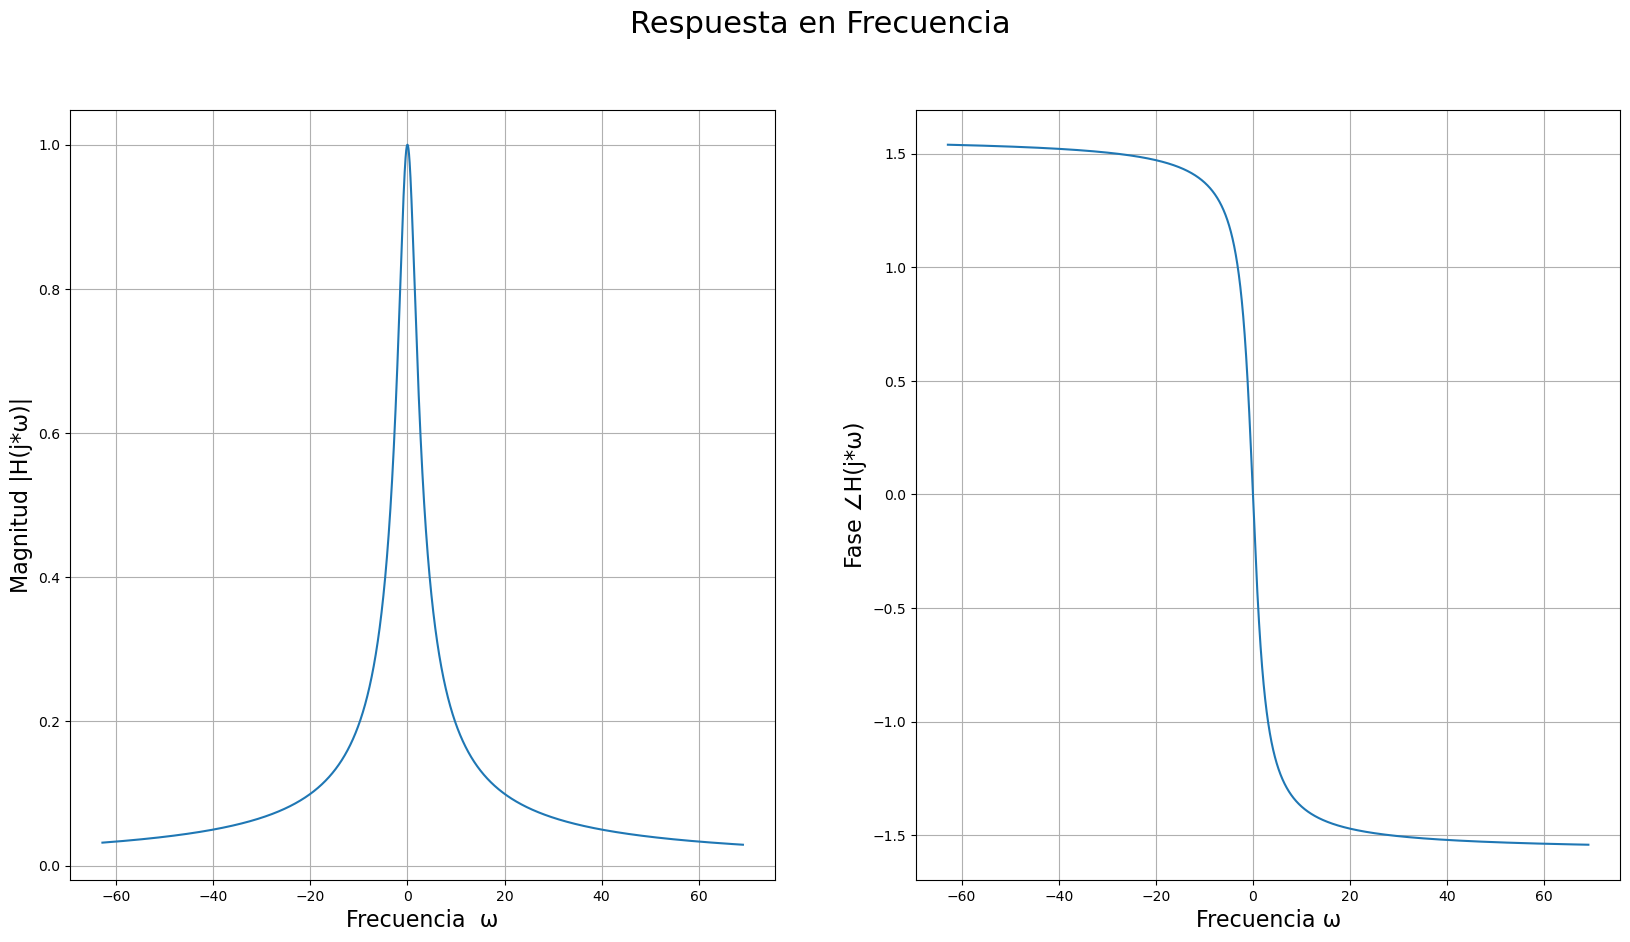 Respuesta en Frecuencia
Magnitud |H(j*ω)|
1.0
0.8
0.6
0.4
0.2
0.0
−60 −40 −20 0 20 40 60
Frecuencia  ω
Fase ∠H(j*ω)
1.5
1.0
0.5
0.0
−0.5
−1.0
−1.5
−60 −40 −20 0 20 40 60
Frecuencia ω